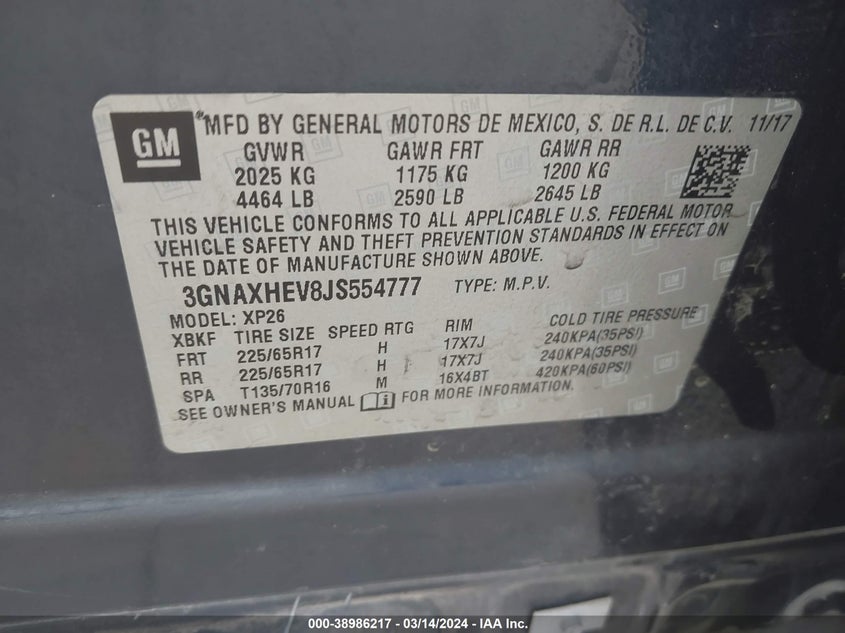 GM
®MFD BY GENERAL MOTORS DE MEXICO, S. DE R.L. DE C.V. 11/17
GVWR GAWR FRT GAWR RR
2025 KG 1175 KG 1200 KG
4464 LB 2590 LB 2645 LB
THIS VEHICLE CONFORMS TO ALL APPLICABLE U.S. FEDERAL MOTOR
VEHICLE SAFETY AND THEFT PREVENTION STANDARDS IN EFFECT ON
THE DATE OF MANUFACTURE SHOWN ABOVE.
3GNAXHEV8JS554777 TYPE: M.P.V.
MODEL: XP26
XBKF TIRE SIZE SPEED RTG RIM COLD TIRE PRESSURE
FRT 225/65R17 H 17X7J 240KPA(35PSI)
RR 225/65R17 H 17X7J 240KPA(35PSI)
SPA T135/70R16 M 16X4BT 420KPA(60PSI)
SEE OWNER'S MANUAL i FOR MORE INFORMATION.
000-38986217 - 03/14/2024 - IAA Inc.